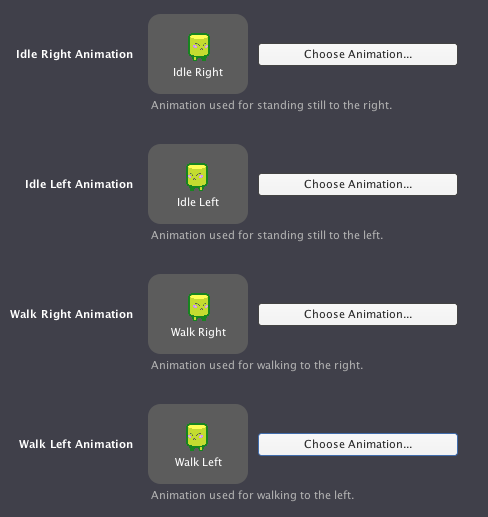 Idle Right Animation
Idle Right
Choose Animation...
Animation used for standing still to the right.
Idle Left Animation
Idle Left
Choose Animation...
Animation used for standing still to the left.
Walk Right Animation
Walk Right
Choose Animation...
Animation used for walking to the right.
Walk Left Animation
Walk Left
Choose Animation...
Animation used for walking to the left.